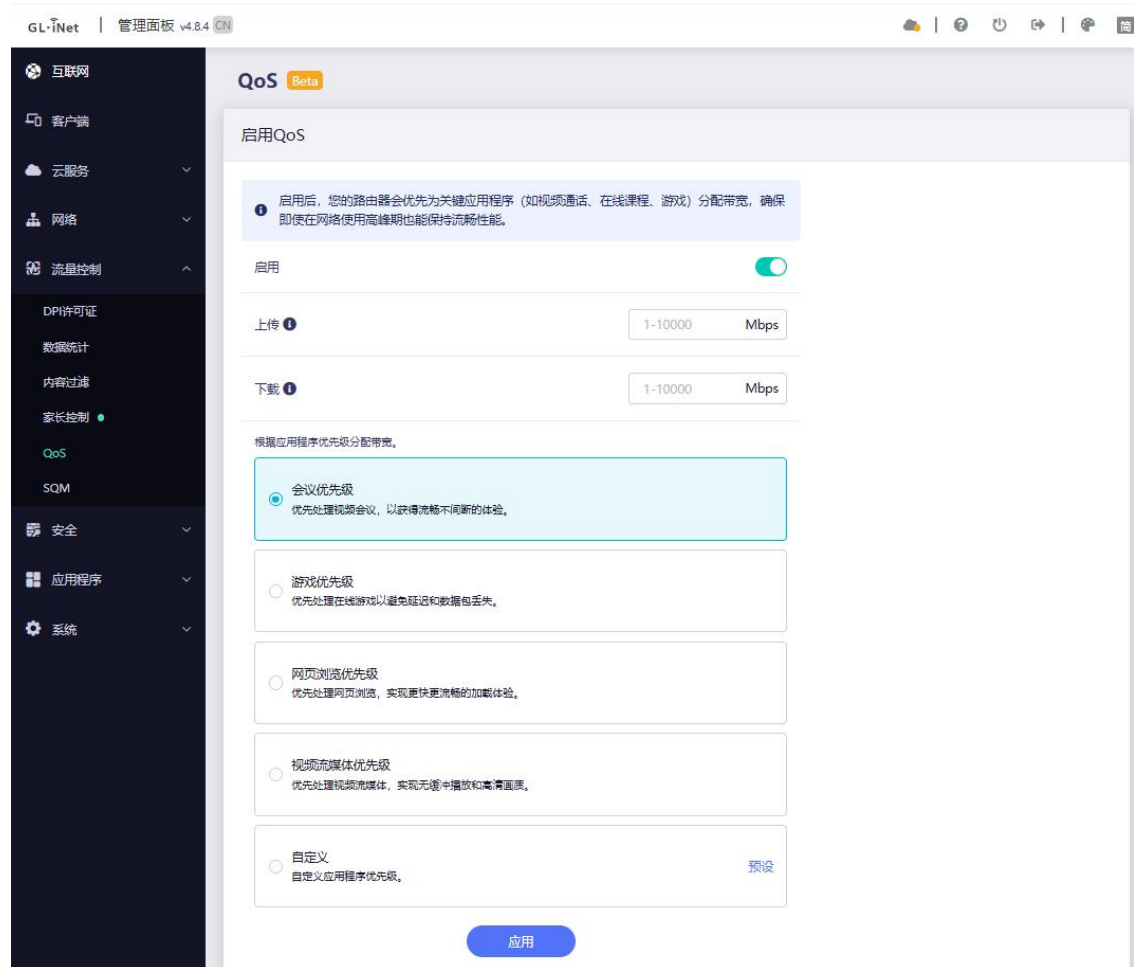 GL·iNet | 管理面板 v4.8.4 CN
简
互联网
客户端
云服务
网络
流量控制
DPI许可证
数据统计
内容过滤
家长控制
QoS
SQM
安全
应用程序
系统
QoS Beta
启用QoS
启用后，您的路由器会优先为关键应用程序（如视频通话、在线课程、游戏）分配带宽，确保
即使在网络使用高峰期也能保持流畅性能。
启用
上传 1-10000 Mbps
下载 1-10000 Mbps
根据应用程序优先级分配带宽。
会议优先级
优先处理视频会议，以获得流畅不间断的体验。
游戏优先级
优先处理在线游戏以避免延迟和数据包丢失。
网页浏览优先级
优先处理网页浏览，实现更快更流畅的加载体验。
视频流媒体优先级
优先处理视频流媒体，实现无缓冲播放和高清画质。
自定义
自定义应用程序优先级。
预设
应用